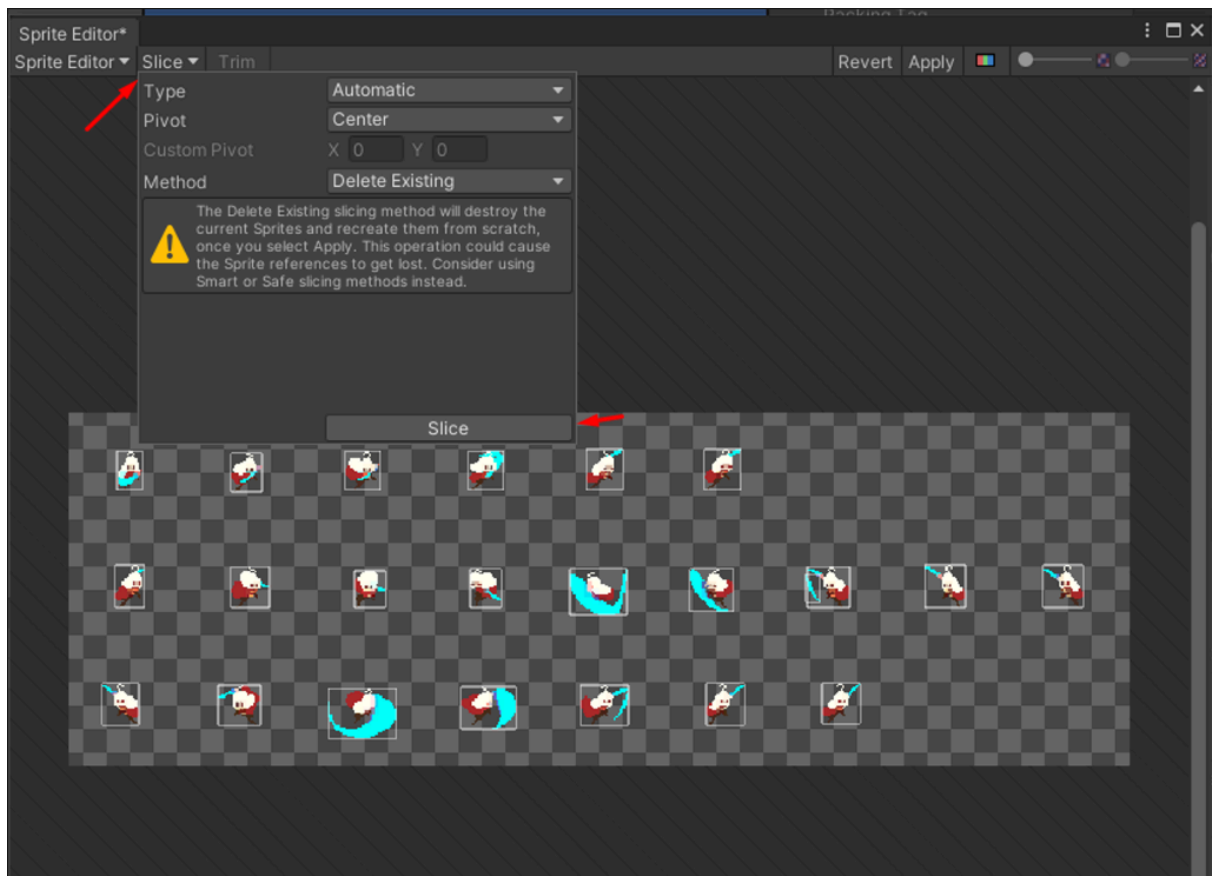 Packing Tag
Sprite Editor*
Sprite Editor Slice Trim Revert Apply
Type Automatic
Pivot Center
Custom Pivot X 0 Y 0
Method Delete Existing
The Delete Existing slicing method will destroy the
current Sprites and recreate them from scratch,
once you select Apply. This operation could cause
the Sprite references to get lost. Consider using
Smart or Safe slicing methods instead.
Slice